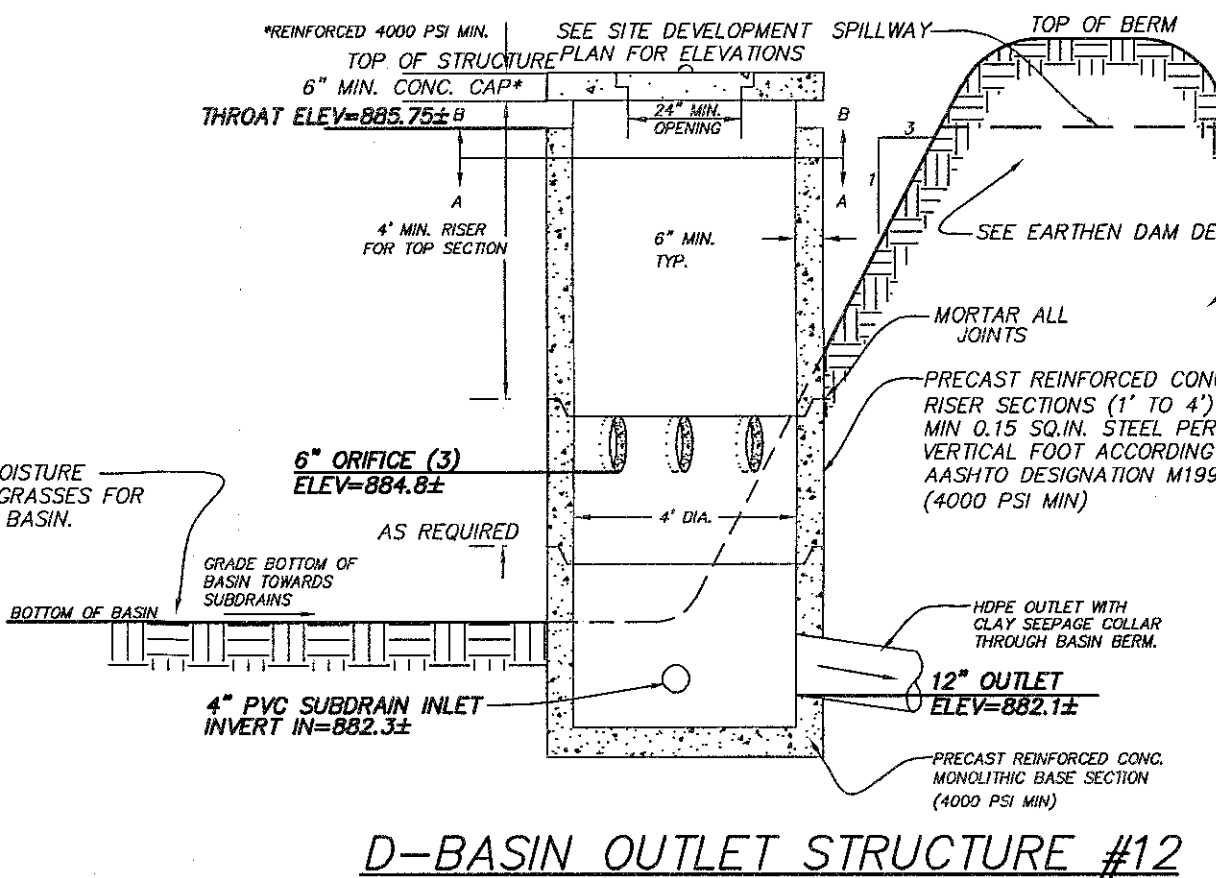 *REINFORCED 4000 PSI MIN.
SEE SITE DEVELOPMENT
PLAN FOR ELEVATIONS
SPILLWAY
TOP OF BERM
TOP OF STRUCTURE
6" MIN. CONC. CAP*
THROAT ELEV=885.75±
B
B
24" MIN.
OPENING
3
1
A
A
4' MIN. RISER
FOR TOP SECTION
6" MIN.
TYP.
SEE EARTHEN DAM DE
MORTAR ALL
JOINTS
PRECAST REINFORCED CON
RISER SECTIONS (1' TO 4')
MIN 0.15 SQ.IN. STEEL PER
VERTICAL FOOT ACCORDING
AASHTO DESIGNATION M199
(4000 PSI MIN)
6" ORIFICE (3)
ELEV=884.8±
OISTURE
GRASSES FOR
BASIN.
4' DIA.
AS REQUIRED
GRADE BOTTOM OF
BASIN TOWARDS
SUBDRAINS
BOTTOM OF BASIN
HDPE OUTLET WITH
CLAY SEEPAGE COLLAR
THROUGH BASIN BERM.
12" OUTLET
ELEV=882.1±
4" PVC SUBDRAIN INLET
INVERT IN=882.3±
PRECAST REINFORCED CONC.
MONOLITHIC BASE SECTION
(4000 PSI MIN)
D-BASIN OUTLET STRUCTURE #12